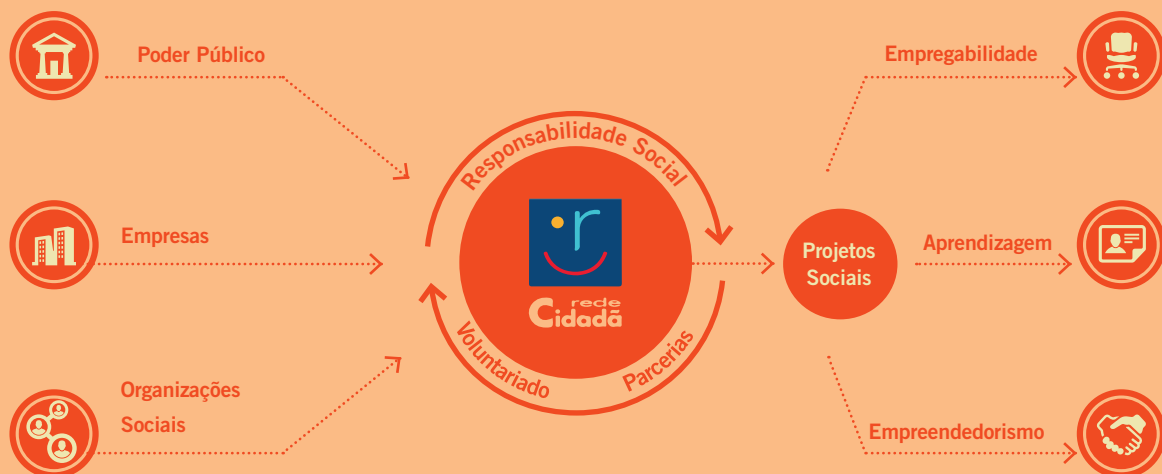 Poder Público
Empresas
Organizações
Sociais
Responsabilidade Social
r
rede
Cidadã
Voluntariado
Parcerias
Projetos
Sociais
Empregabilidade
Aprendizagem
Empreendedorismo